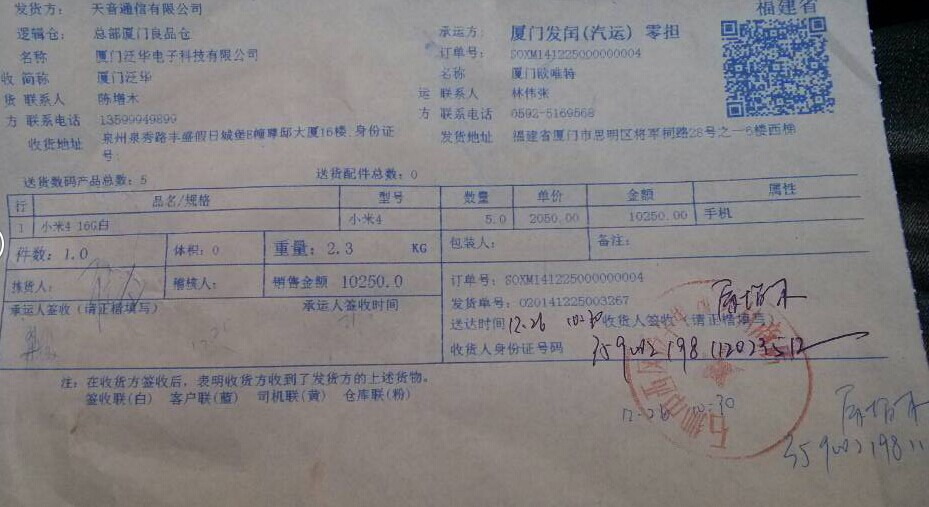 发货方： 天音通信有限公司
福建省
逻辑仓： 总部厦门良品仓
承运方： 厦门发闰(汽运) 零担
名称 厦门泛华电子科技有限公司
订单号： SOXM141225000000004
收 简称 厦门泛华
名称 厦门欧唯特
货 联系人 陈增木
运 联系人 林伟张
方 联系电话 13599949899
方 联系电话 0592-5169568
收货地址 泉州泉秀路丰盛假日城堡E幢尊邸大厦16楼.身份证号:
发货地址 福建省厦门市思明区将军祠路28号之一6楼西梯
送货数码产品总数：5 送货配件总数：0
行 品名/规格 型号 数量 单价 金额 属性
1 小米4 16G白 小米4 5.0 2050.00 10250.00 手机
件数：1.0 体积：0 重量：2.3 KG 包装人： 备注：
拣货人： 稽核人： 销售金额 10250.0 订单号：SOXM141225000000004
承运人签收（请正楷填写） 承运人签收时间 发货单号：020141225003267
送达时间 12.26 10:30 收货人签收（请正楷填写）
收货人身份证号码
注：在收货方签收后，表明收货方收到了发货方的上述货物。
签收联(白) 客户联(蓝) 司机联(黄) 仓库联(粉)
12-26 10:30